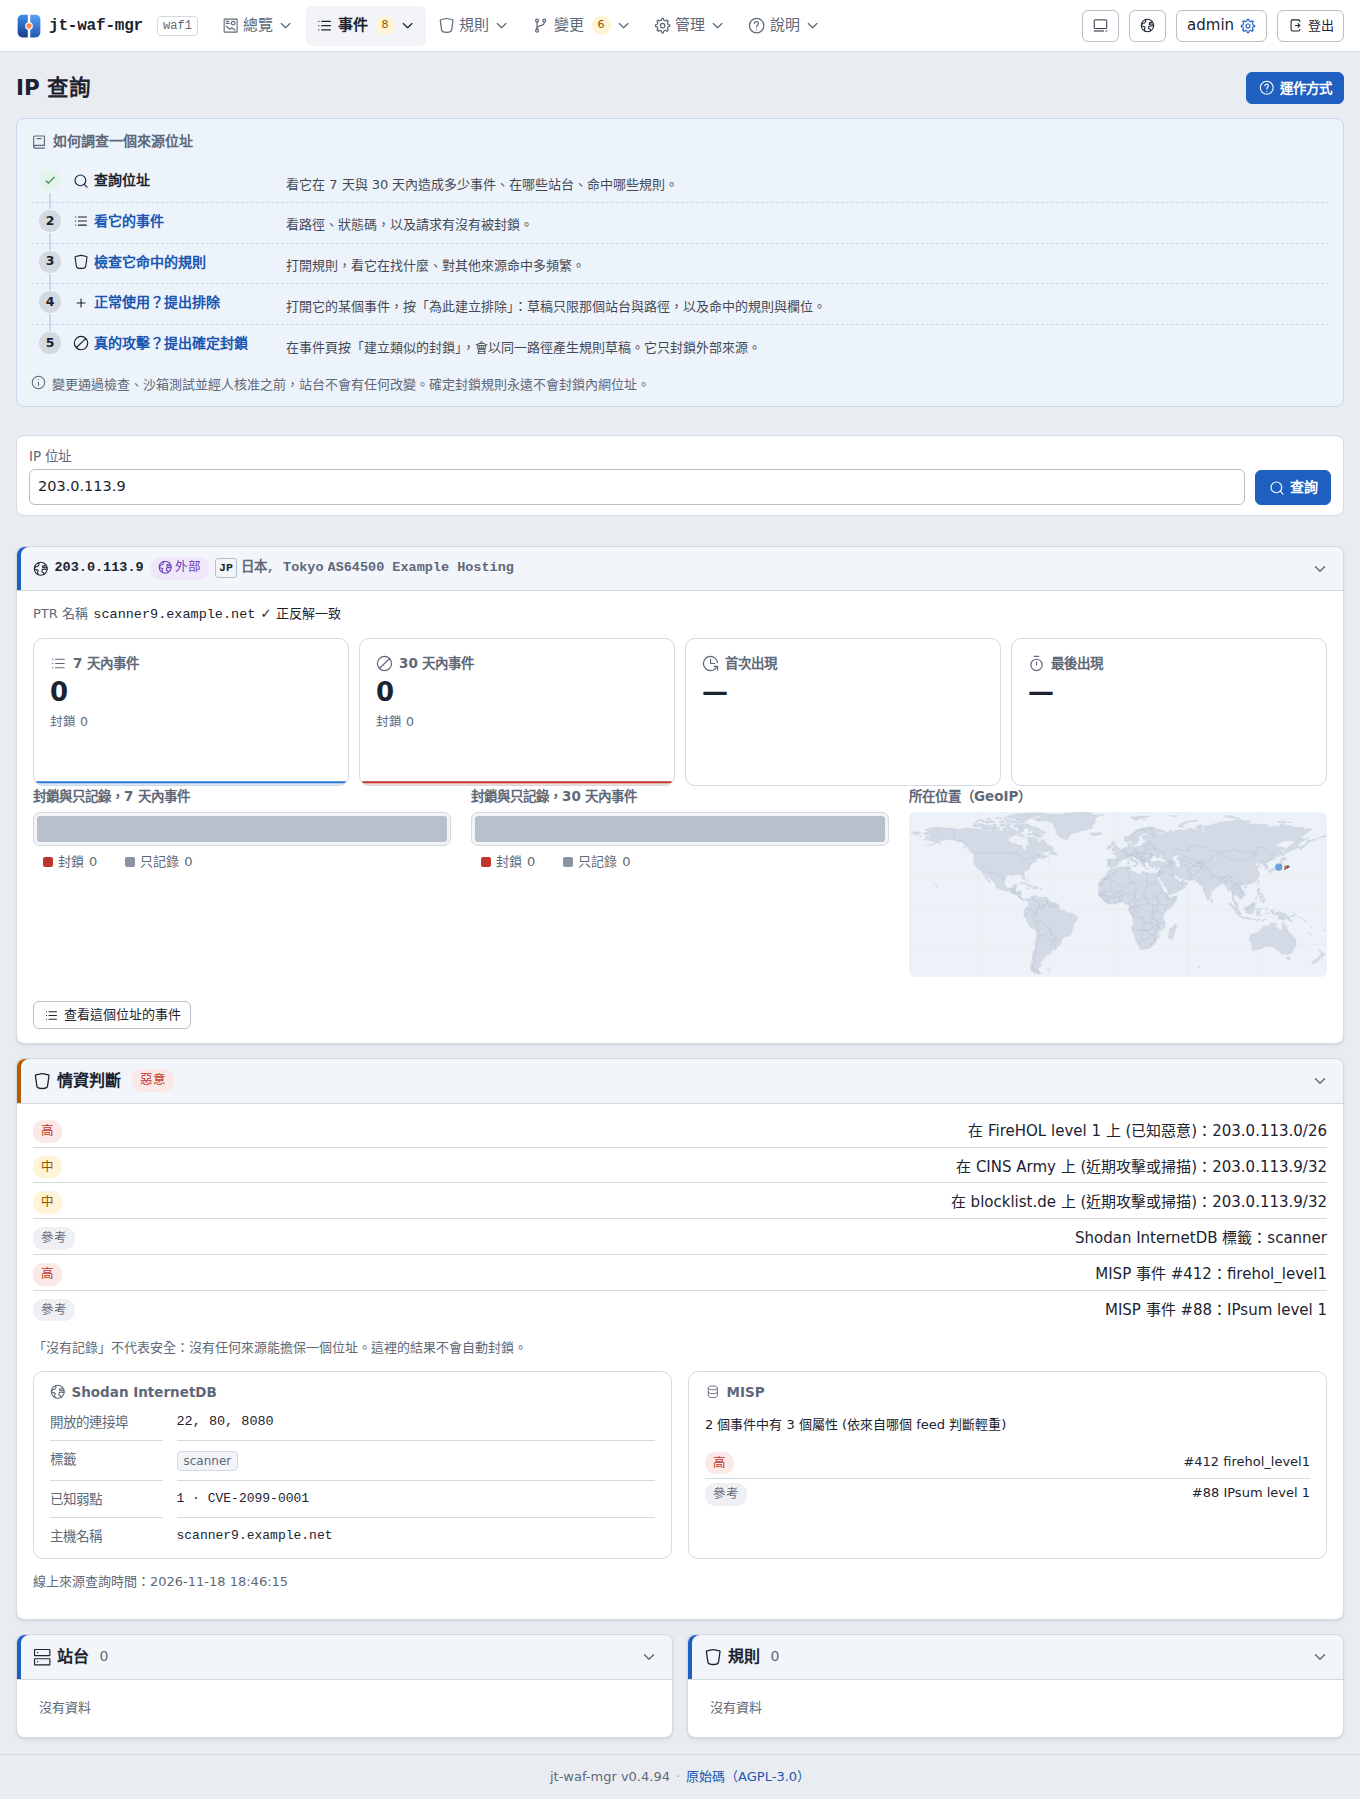 jt-waf-mgr waf1 總覽 事件 8 規則 變更 6 管理 說明 admin 登出
IP 查詢
運作方式
如何調查一個來源位址
查詢位址 看它在 7 天與 30 天內造成多少事件、在哪些站台、命中哪些規則。
2 看它的事件 看路徑、狀態碼，以及請求有沒有被封鎖。
3 檢查它命中的規則 打開規則，看它在找什麼、對其他來源命中多頻繁。
4 正常使用？提出排除 打開它的某個事件，按「為此建立排除」：草稿只限那個站台與路徑，以及命中的規則與欄位。
5 真的攻擊？提出確定封鎖 在事件頁按「建立類似的封鎖」，會以同一路徑產生規則草稿。它只封鎖外部來源。
變更通過檢查、沙箱測試並經人核准之前，站台不會有任何改變。確定封鎖規則永遠不會封鎖內網位址。
IP 位址
203.0.113.9 查詢
203.0.113.9 外部 JP 日本, Tokyo AS64500 Example Hosting
PTR 名稱 scanner9.example.net ✓ 正反解一致
7 天內事件
0
封鎖 0
30 天內事件
0
封鎖 0
首次出現
—
最後出現
—
封鎖與只記錄，7 天內事件
封鎖 0 只記錄 0
封鎖與只記錄，30 天內事件
封鎖 0 只記錄 0
所在位置（GeoIP）
JP
查看這個位址的事件
情資判斷 惡意
高 在 FireHOL level 1 上 (已知惡意)：203.0.113.0/26
中 在 CINS Army 上 (近期攻擊或掃描)：203.0.113.9/32
中 在 blocklist.de 上 (近期攻擊或掃描)：203.0.113.9/32
參考 Shodan InternetDB 標籤：scanner
高 MISP 事件 #412：firehol_level1
參考 MISP 事件 #88：IPsum level 1
「沒有記錄」不代表安全：沒有任何來源能擔保一個位址。這裡的結果不會自動封鎖。
Shodan InternetDB
開放的連接埠 22, 80, 8080
標籤 scanner
已知弱點 1 · CVE-2099-0001
主機名稱 scanner9.example.net
MISP
2 個事件中有 3 個屬性 (依來自哪個 feed 判斷輕重)
高 #412 firehol_level1
參考 #88 IPsum level 1
線上來源查詢時間：2026-11-18 18:46:15
站台 0
沒有資料
規則 0
沒有資料
jt-waf-mgr v0.4.94 · 原始碼（AGPL-3.0）